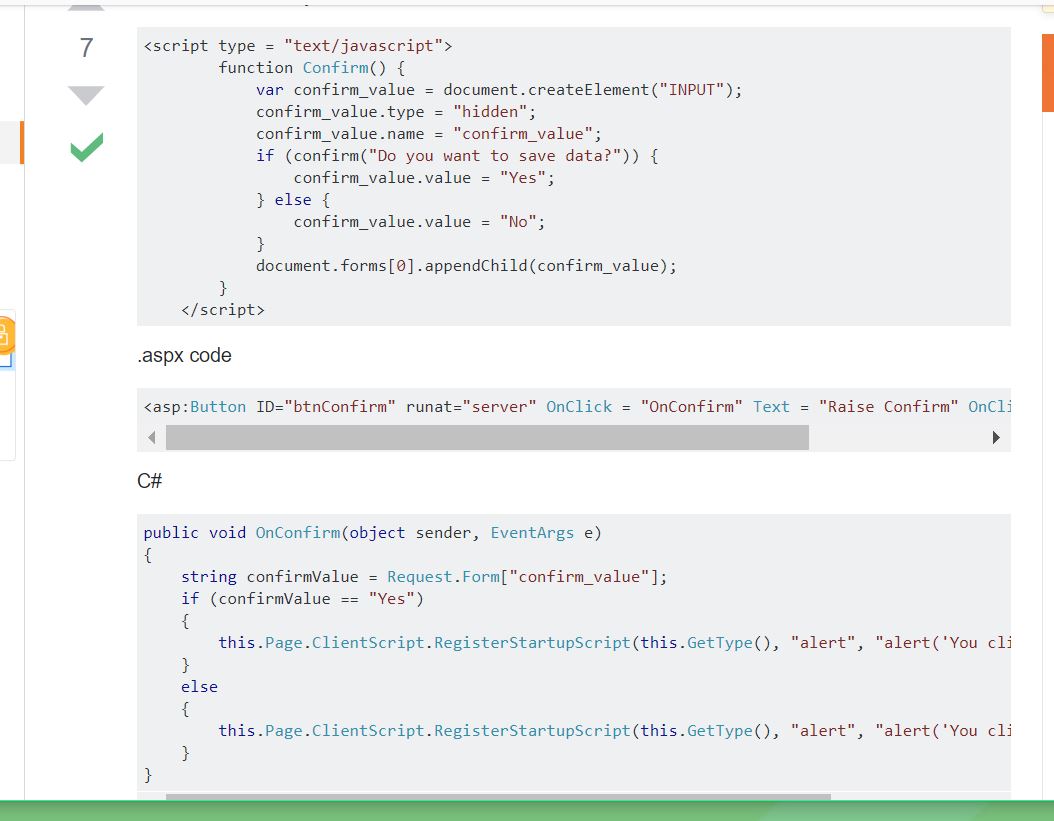 7
<script type = "text/javascript">
function Confirm() {
var confirm_value = document.createElement("INPUT");
confirm_value.type = "hidden";
confirm_value.name = "confirm_value";
if (confirm("Do you want to save data?")) {
confirm_value.value = "Yes";
} else {
confirm_value.value = "No";
}
document.forms[0].appendChild(confirm_value);
}
</script>
.aspx code
<asp:Button ID="btnConfirm" runat="server" OnClick = "OnConfirm" Text = "Raise Confirm" OnCli
C#
public void OnConfirm(object sender, EventArgs e)
{
string confirmValue = Request.Form["confirm_value"];
if (confirmValue == "Yes")
{
this.Page.ClientScript.RegisterStartupScript(this.GetType(), "alert", "alert('You cli
}
else
{
this.Page.ClientScript.RegisterStartupScript(this.GetType(), "alert", "alert('You cli
}
}